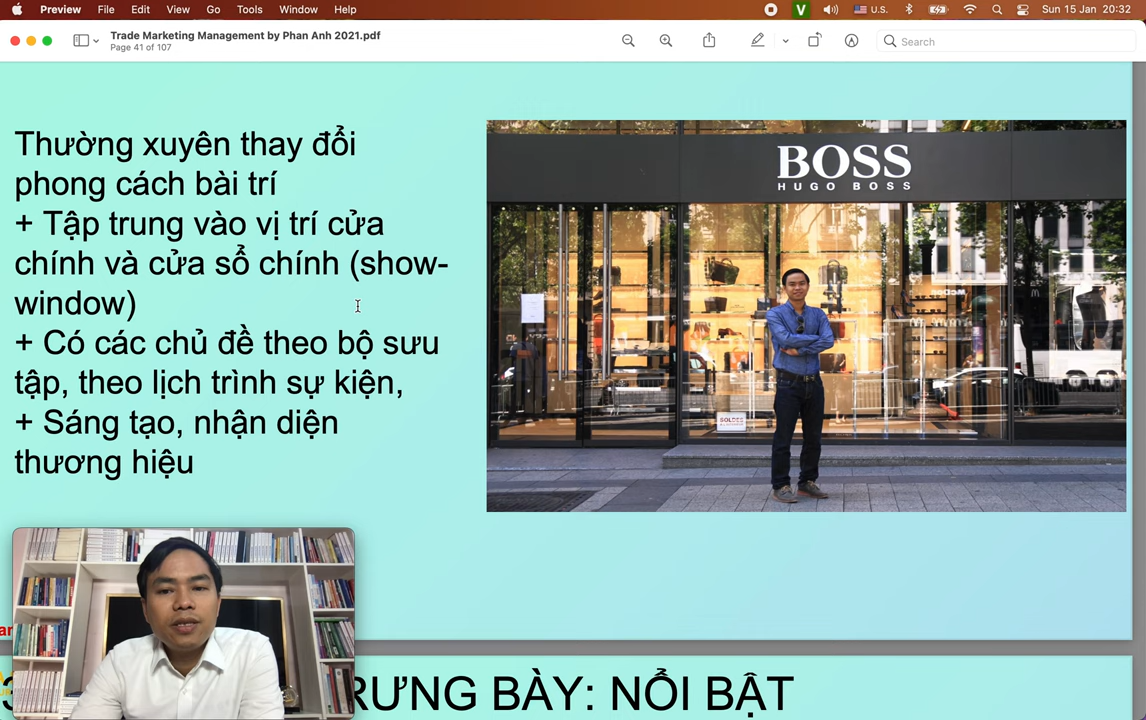 Preview File Edit View Go Tools Window Help V U.S. Sun 15 Jan 20:32
Trade Marketing Management by Phan Anh 2021.pdf
Page 41 of 107
Search
Thường xuyên thay đổi
phong cách bài trí
+ Tập trung vào vị trí cửa
chính và cửa sổ chính (show-
window)
+ Có các chủ đề theo bộ sưu
tập, theo lịch trình sự kiện,
+ Sáng tạo, nhận diện
thương hiệu
BOSS
HUGO BOSS
SOLDES
RƯNG BÀY: NỔI BẬT